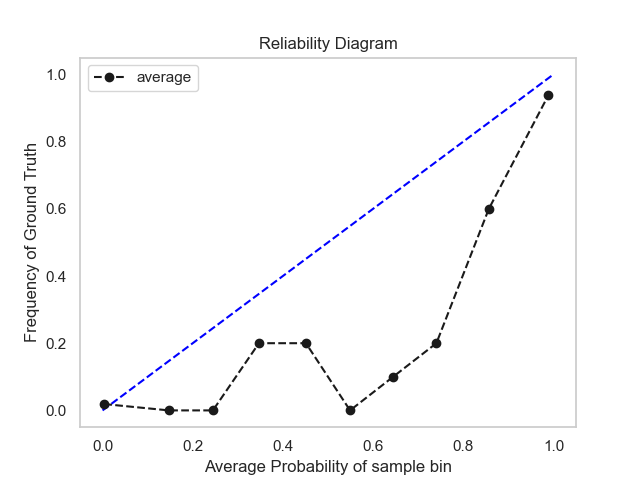 Reliability Diagram
average
1.0
0.8
0.6
0.4
0.2
0.0
Frequency of Ground Truth
0.0 0.2 0.4 0.6 0.8 1.0
Average Probability of sample bin